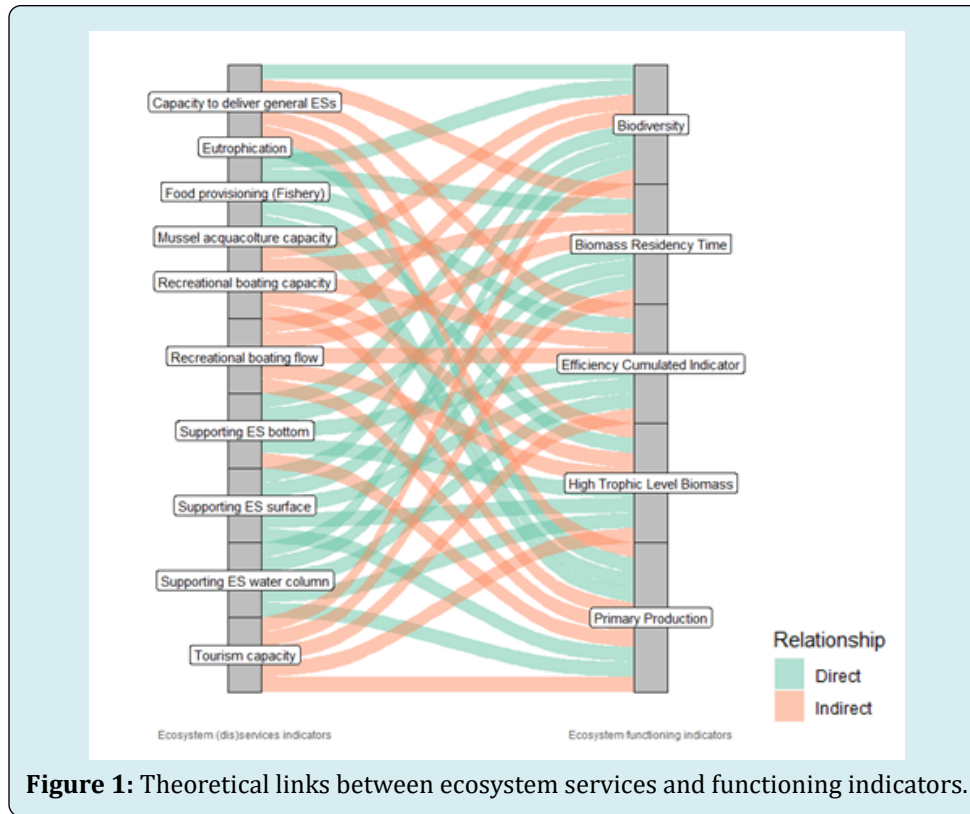 Capacity to deliver general ESs
Eutrophication
Food provisioning (Fishery)
Mussel acquacolture capacity
Recreational boating capacity
Recreational boating flow
Supporting ES bottom
Supporting ES surface
Supporting ES water column
Tourism capacity
Biodiversity
Biomass Residency Time
Efficiency Cumulated Indicator
High Trophic Level Biomass
Primary Production
Relationship
Direct
Indirect
Ecosystem (dis)services indicators
Ecosystem functioning indicators
Figure 1: Theoretical links between ecosystem services and functioning indicators.